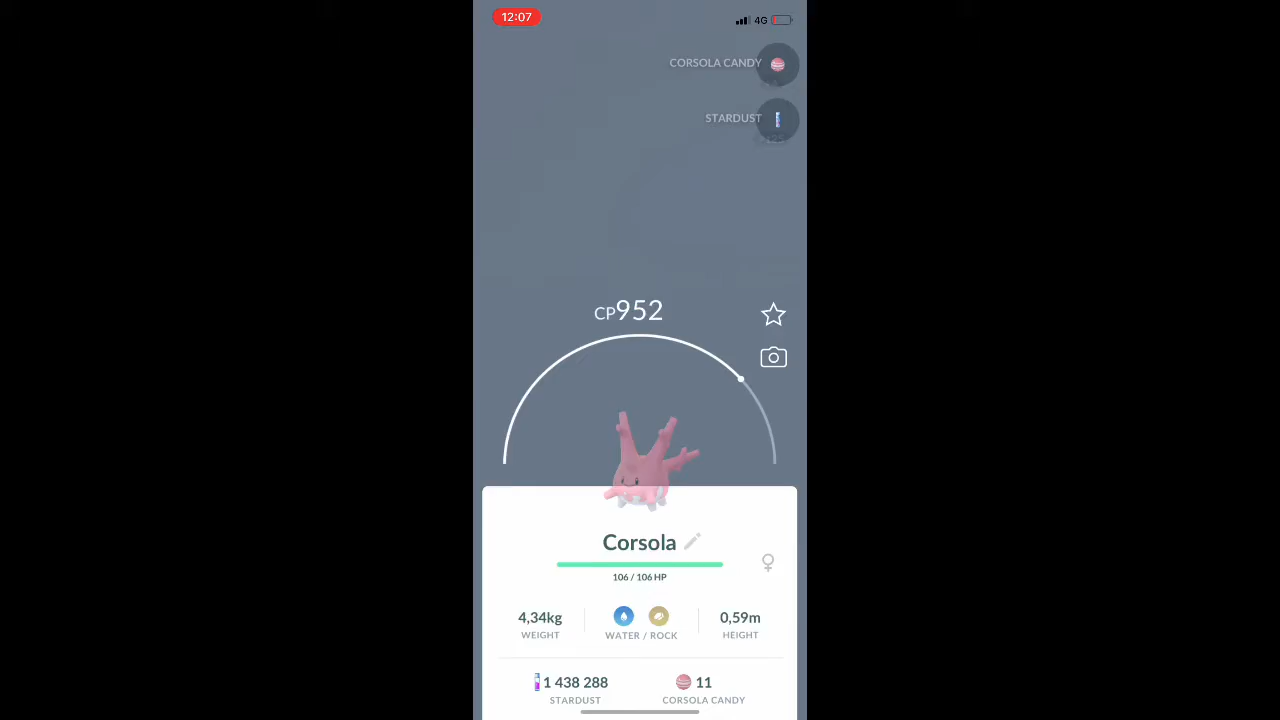 12:07
4G
CORSOLA CANDY
STARDUST
CP952
Corsola
106 / 106 HP
4,34kg
WEIGHT
WATER / ROCK
0,59m
HEIGHT
1 438 288
STARDUST
11
CORSOLA CANDY